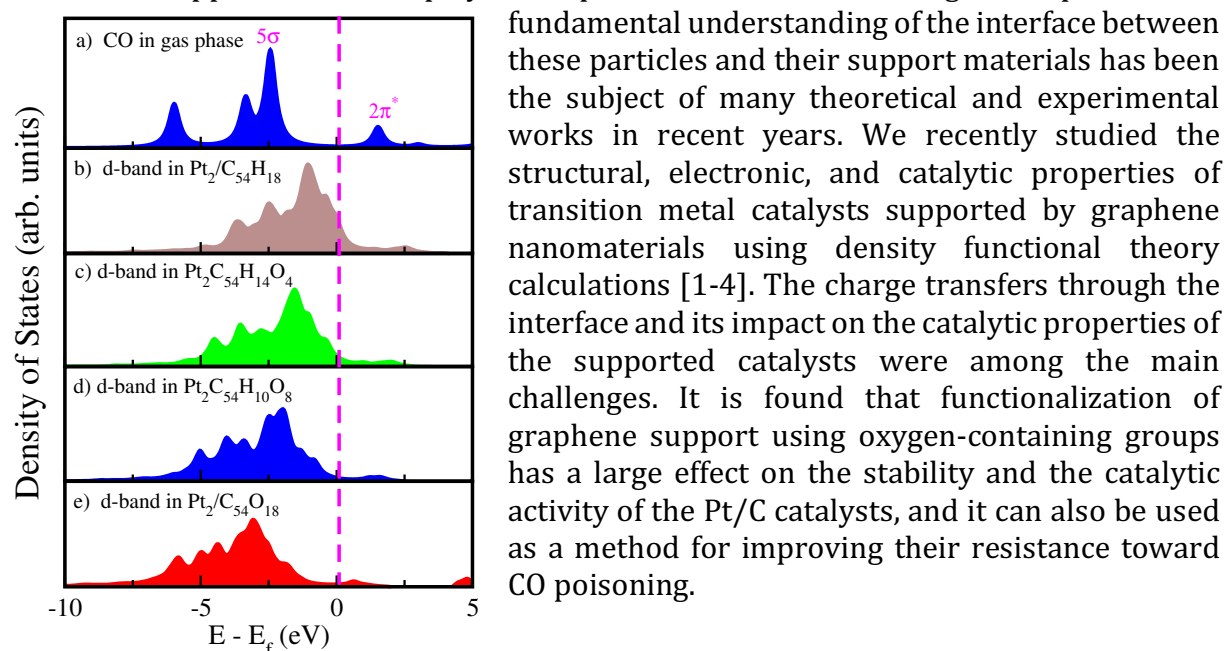 fundamental understanding of the interface between
these particles and their support materials has been
the subject of many theoretical and experimental
works in recent years. We recently studied the
structural, electronic, and catalytic properties of
transition metal catalysts supported by graphene
nanomaterials using density functional theory
calculations [1-4]. The charge transfers through the
interface and its impact on the catalytic properties of
the supported catalysts were among the main
challenges. It is found that functionalization of
graphene support using oxygen-containing groups
has a large effect on the stability and the catalytic
activity of the Pt/C catalysts, and it can also be used
as a method for improving their resistance toward
CO poisoning.
a) CO in gas phase
5σ
2π*
b) d-band in Pt₂/C₅₄H₁₈
c) d-band in Pt₂C₅₄H₁₄O₄
d) d-band in Pt₂C₅₄H₁₀O₈
e) d-band in Pt₂/C₅₄O₁₈
Density of States (arb. units)
-10 -5 0 5
E - E_f (eV)